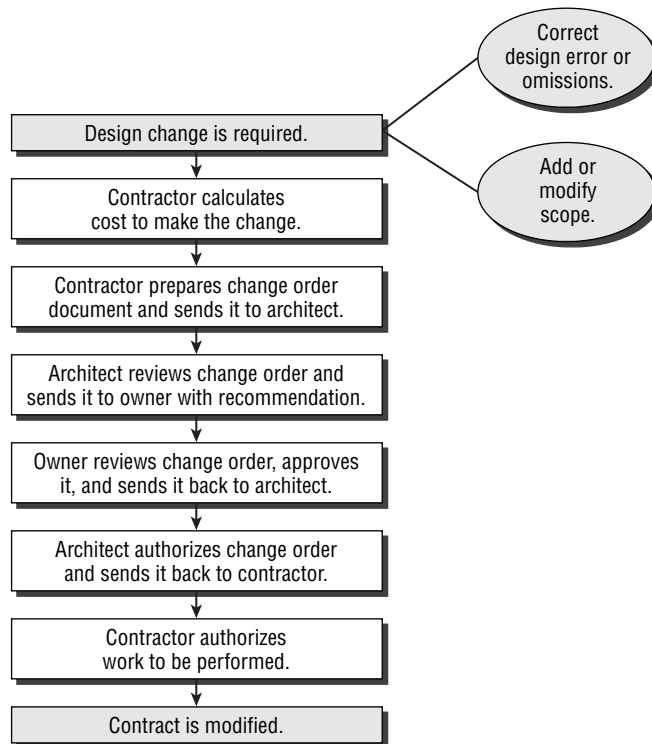 Correct
design error or
omissions.
Design change is required.
Add or
modify
scope.
Contractor calculates
cost to make the change.
Contractor prepares change order
document and sends it to architect.
Architect reviews change order and
sends it to owner with recommendation.
Owner reviews change order, approves
it, and sends it back to architect.
Architect authorizes change order
and sends it back to contractor.
Contractor authorizes
work to be performed.
Contract is modified.